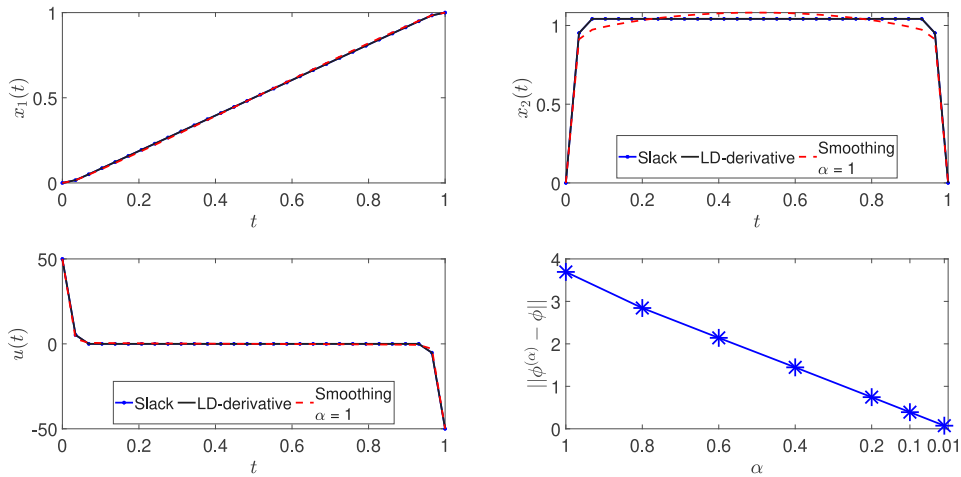 1
0.5
0
x₁(t)
0 0.2 0.4 0.6 0.8 1
t
1
0.5
0
x₂(t)
Slack LD-derivative Smoothing
α = 1
0 0.2 0.4 0.6 0.8 1
t
50
0
-50
u(t)
Slack LD-derivative Smoothing
α = 1
0 0.2 0.4 0.6 0.8 1
t
4
3
2
1
0
||ϕ⁽ᵅ⁾ − ϕ||
1 0.8 0.6 0.4 0.2 0.1 0.01
α